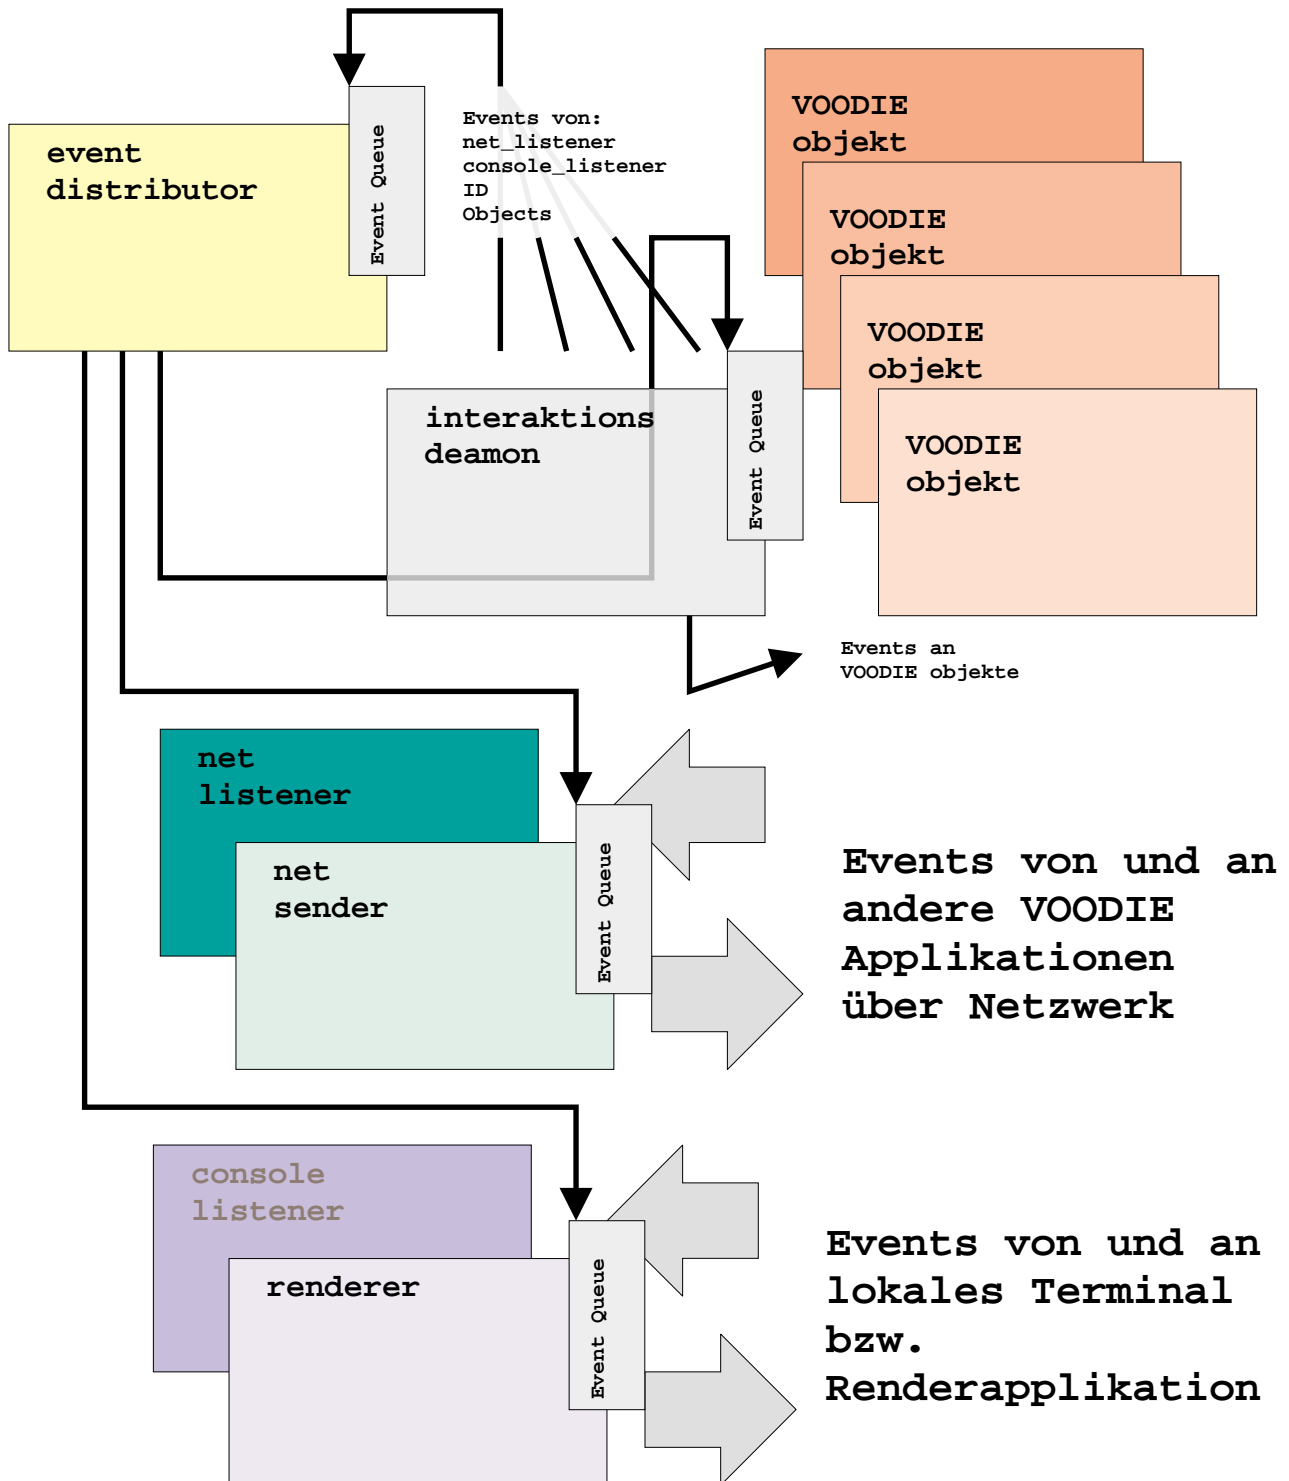 event
distributor
Event Queue
Events von:
net_listener
console_listener
ID
Objects
VOODIE
objekt
VOODIE
objekt
VOODIE
objekt
VOODIE
objekt
interaktions
deamon
Event Queue
Events an
VOODIE objekte
net
listener
net
sender
Event Queue
Events von und an
andere VOODIE
Applikationen
über Netzwerk
console
listener
renderer
Event Queue
Events von und an
lokales Terminal
bzw.
Renderapplikation